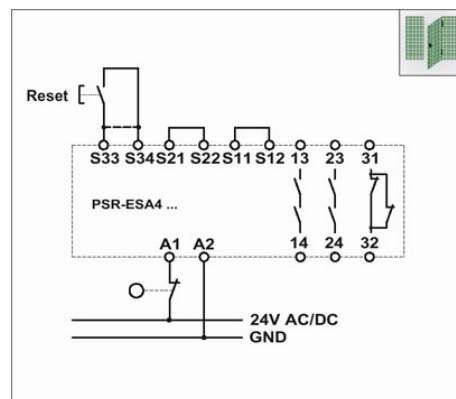 Reset
S33 S34 S21 S22 S11 S12 13 23 31
PSR-ESA4 ...
14 24 32
A1 A2
24V AC/DC
GND